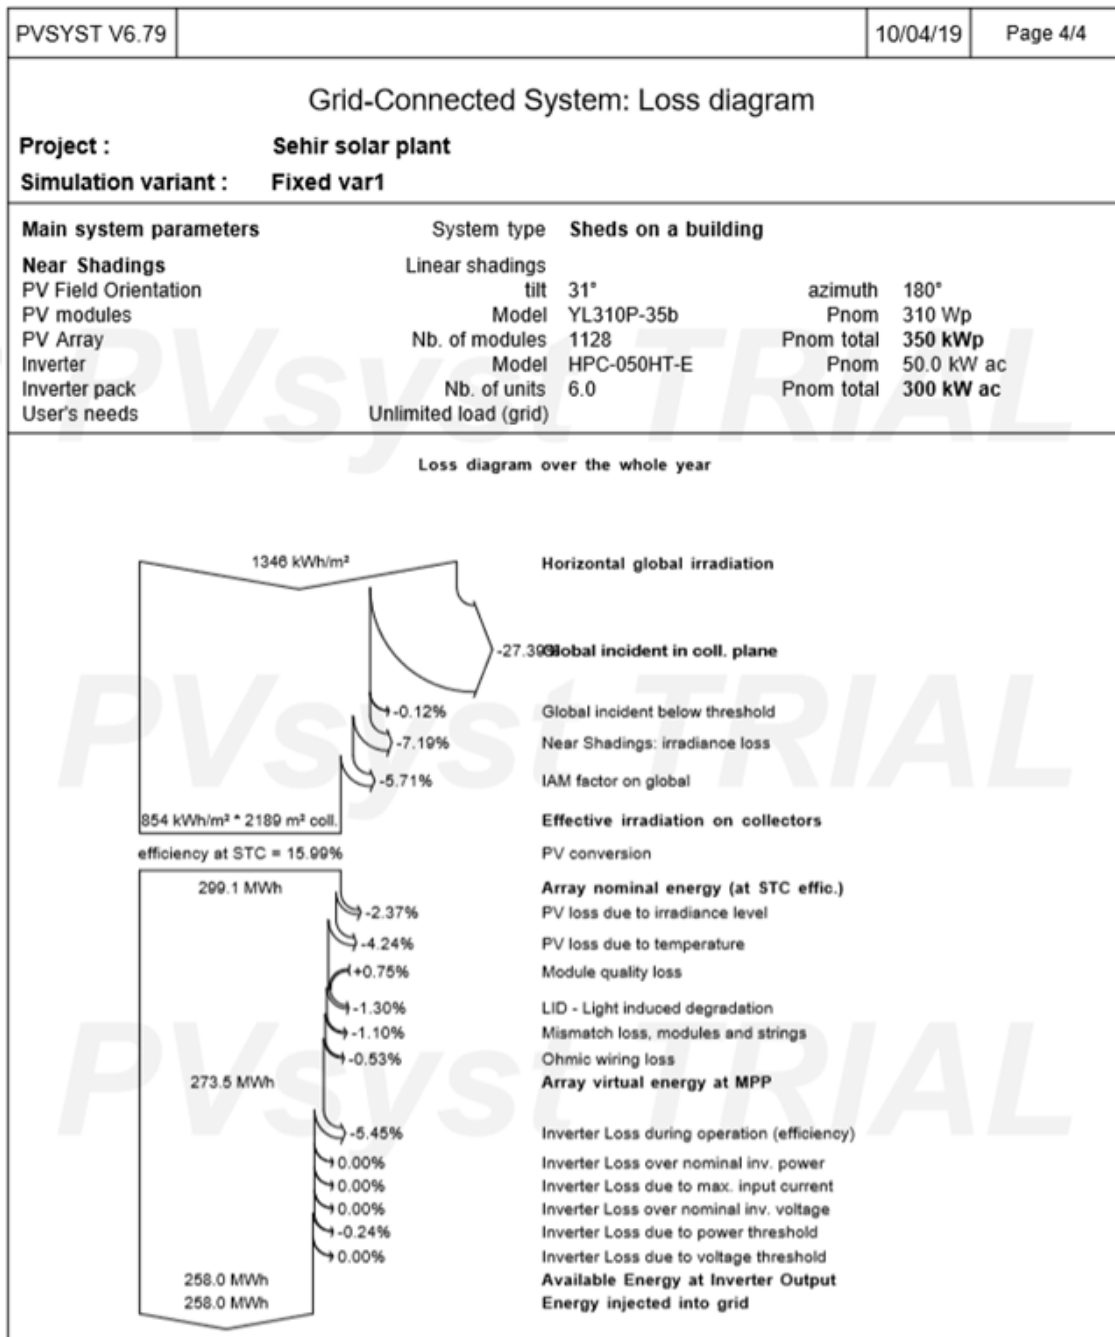 PVSYST V6.79 10/04/19 Page 4/4
Grid-Connected System: Loss diagram
Project : Sehir solar plant
Simulation variant : Fixed var1
Main system parameters System type Sheds on a building
Near Shadings Linear shadings
PV Field Orientation tilt 31° azimuth 180°
PV modules Model YL310P-35b Pnom 310 Wp
PV Array Nb. of modules 1128 Pnom total 350 kWp
Inverter Model HPC-050HT-E Pnom 50.0 kW ac
Inverter pack Nb. of units 6.0 Pnom total 300 kW ac
User's needs Unlimited load (grid)
PVsyst TRIAL
Loss diagram over the whole year
1346 kWh/m² Horizontal global irradiation
-27.39% Global incident in coll. plane
-0.12% Global incident below threshold
-7.19% Near Shadings: irradiance loss
PVsyst TRIAL
-5.71% IAM factor on global
854 kWh/m² * 2189 m² coll. Effective irradiation on collectors
efficiency at STC = 15.99% PV conversion
299.1 MWh Array nominal energy (at STC effic.)
-2.37% PV loss due to irradiance level
-4.24% PV loss due to temperature
+0.75% Module quality loss
-1.30% LID - Light induced degradation
-1.10% Mismatch loss, modules and strings
-0.53% Ohmic wiring loss
273.5 MWh Array virtual energy at MPP
PVsyst TRIAL
-5.45% Inverter Loss during operation (efficiency)
0.00% Inverter Loss over nominal inv. power
0.00% Inverter Loss due to max. input current
0.00% Inverter Loss over nominal inv. voltage
-0.24% Inverter Loss due to power threshold
0.00% Inverter Loss due to voltage threshold
258.0 MWh Available Energy at Inverter Output
258.0 MWh Energy injected into grid